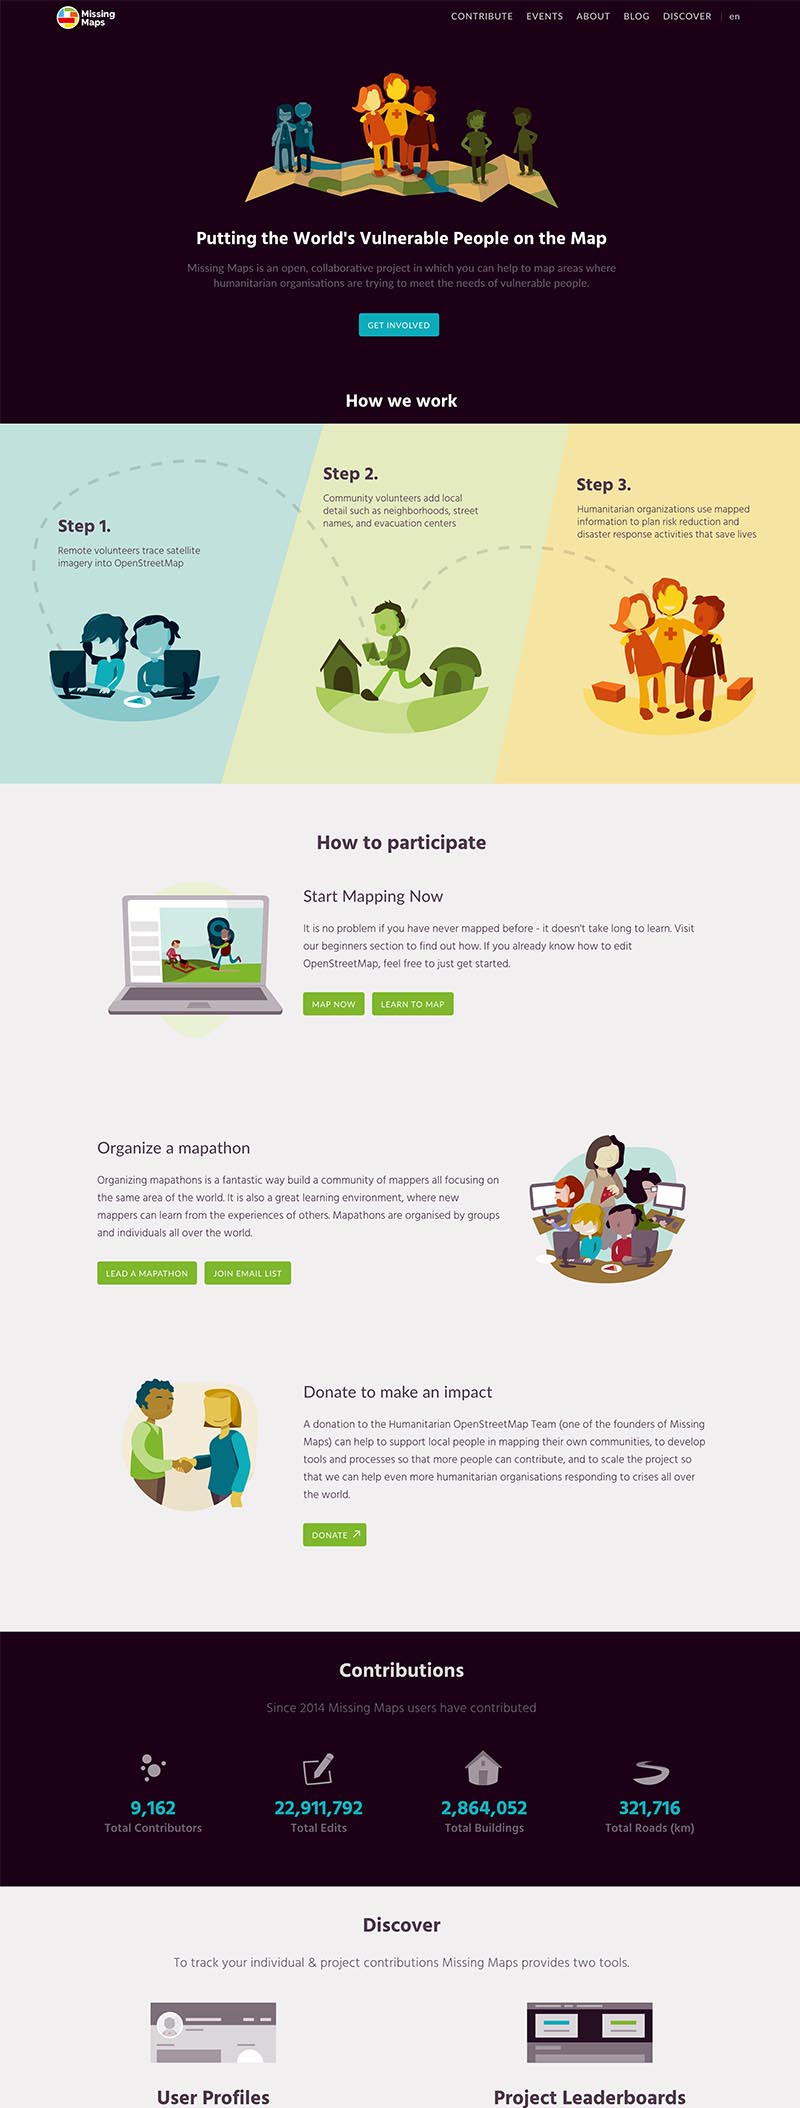 Missing
Maps
CONTRIBUTE EVENTS ABOUT BLOG DISCOVER | en
Putting the World's Vulnerable People on the Map
Missing Maps is an open, collaborative project in which you can help to map areas where
humanitarian organisations are trying to meet the needs of vulnerable people.
GET INVOLVED
How we work
Step 1.
Remote volunteers trace satellite
imagery into OpenStreetMap
Step 2.
Community volunteers add local
detail such as neighborhoods, street
names, and evacuation centers
Step 3.
Humanitarian organizations use mapped
information to plan risk reduction and
disaster response activities that save lives
How to participate
Start Mapping Now
It is no problem if you have never mapped before - it doesn't take long to learn. Visit
our beginners section to find out how. If you already know how to edit
OpenStreetMap, feel free to just get started.
MAP NOW LEARN TO MAP
Organize a mapathon
Organizing mapathons is a fantastic way build a community of mappers all focusing on
the same area of the world. It is also a great learning environment, where new
mappers can learn from the experiences of others. Mapathons are organised by groups
and individuals all over the world.
LEAD A MAPATHON JOIN EMAIL LIST
Donate to make an impact
A donation to the Humanitarian OpenStreetMap Team (one of the founders of Missing
Maps) can help to support local people in mapping their own communities, to develop
tools and processes so that more people can contribute, and to scale the project so
that we can help even more humanitarian organisations responding to crises all over
the world.
DONATE
Contributions
Since 2014 Missing Maps users have contributed
9,162 22,911,792 2,864,052 321,716
Total Contributors Total Edits Total Buildings Total Roads (km)
Discover
To track your individual & project contributions Missing Maps provides two tools.
User Profiles Project Leaderboards